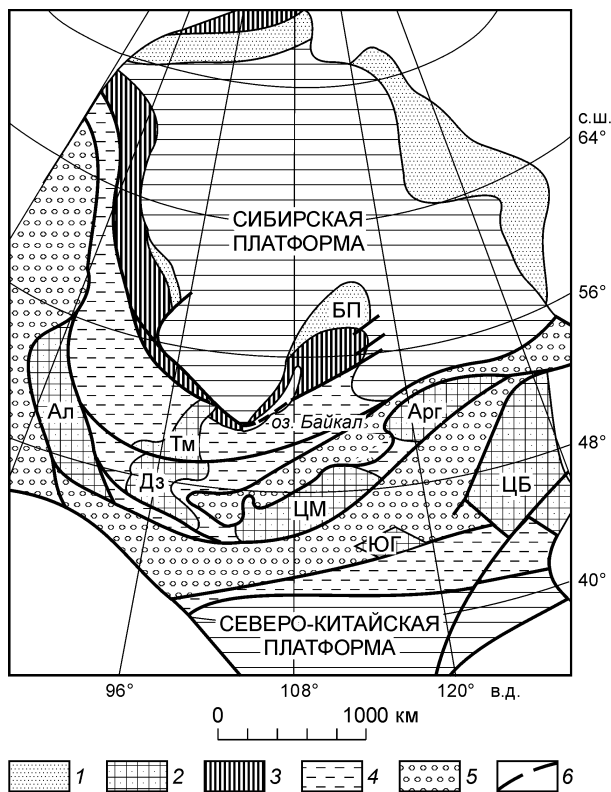 с.ш.
64°
СИБИРСКАЯ
ПЛАТФОРМА
56°
БП
Ал
Тм
оз. Байкал
Арг
48°
Дз
ЦМ
ЦБ
ЮГ
40°
СЕВЕРО-КИТАЙСКАЯ
ПЛАТФОРМА
96° 108° 120° в.д.
0 1000 км
1 2 3 4 5 6